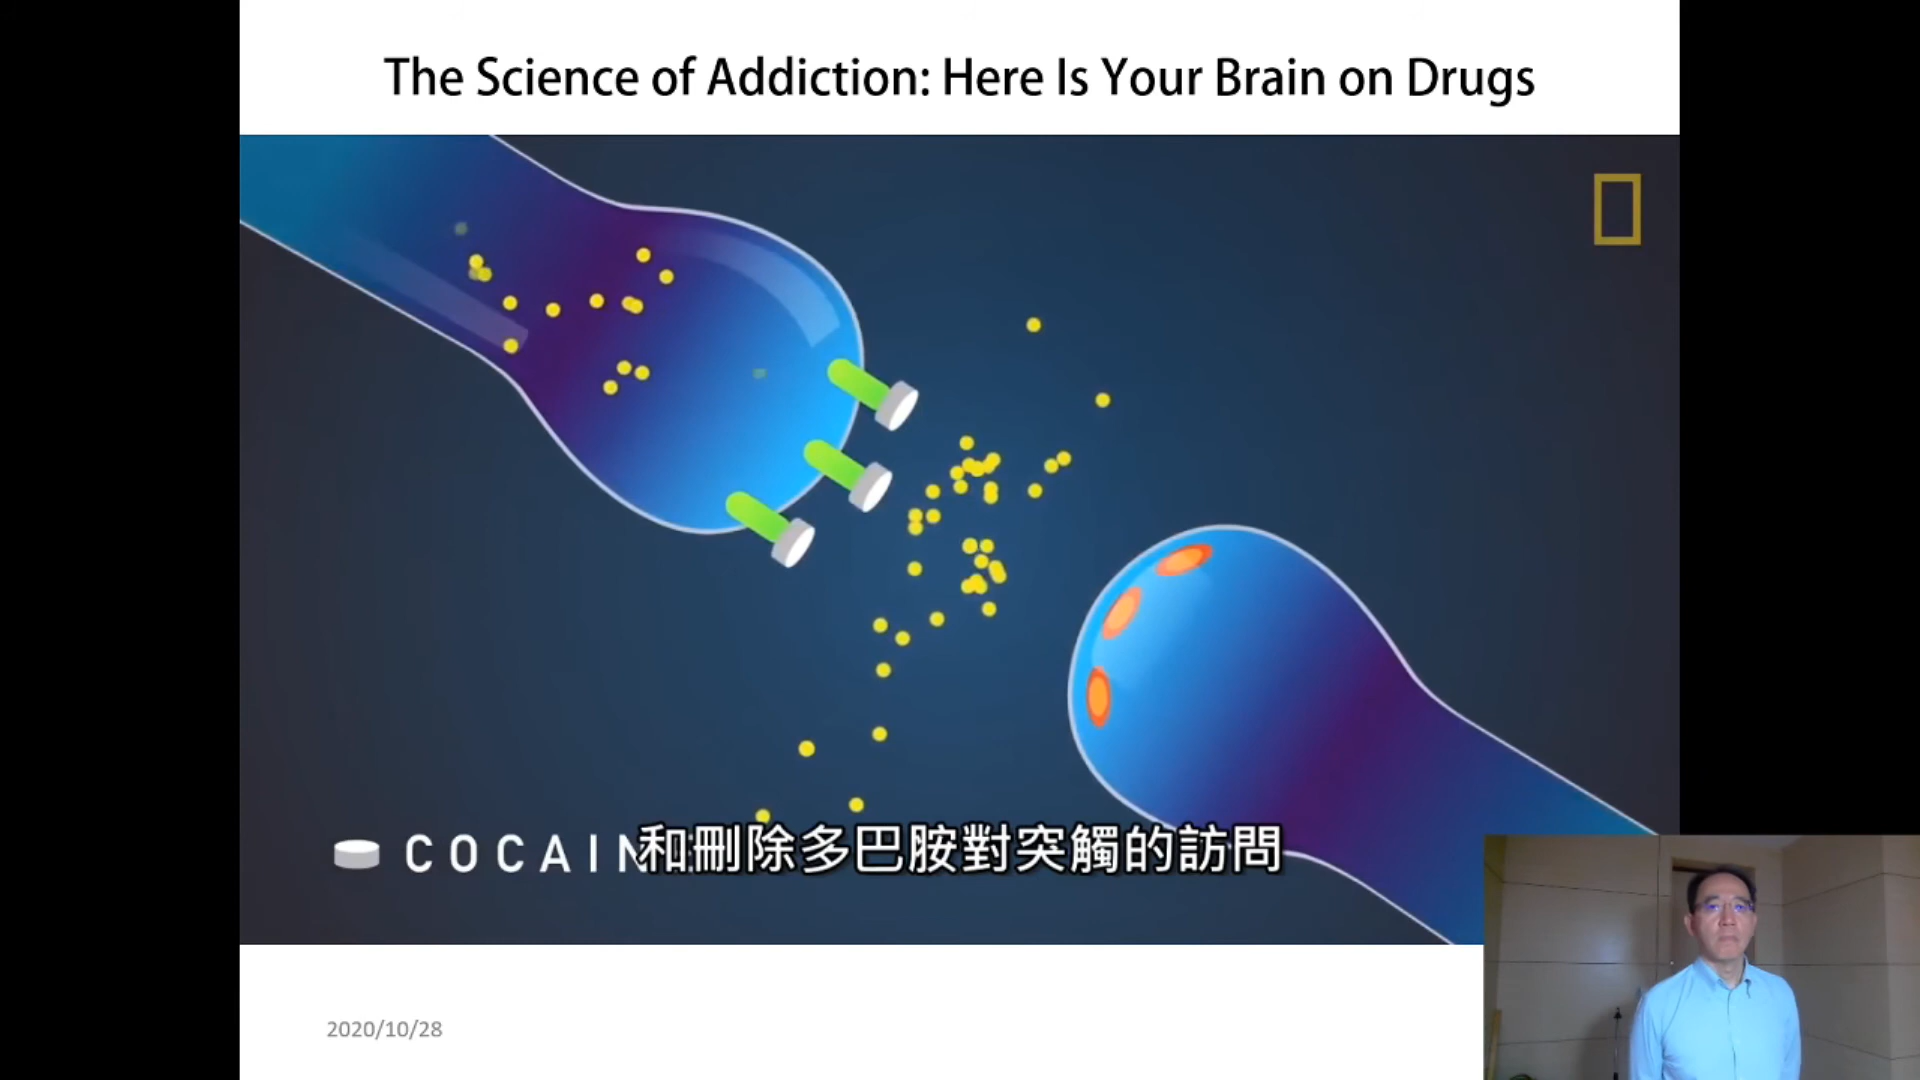 The Science of Addiction: Here Is Your Brain on Drugs
COCAIN
和刪除多巴胺對突觸的訪問
2020/10/28